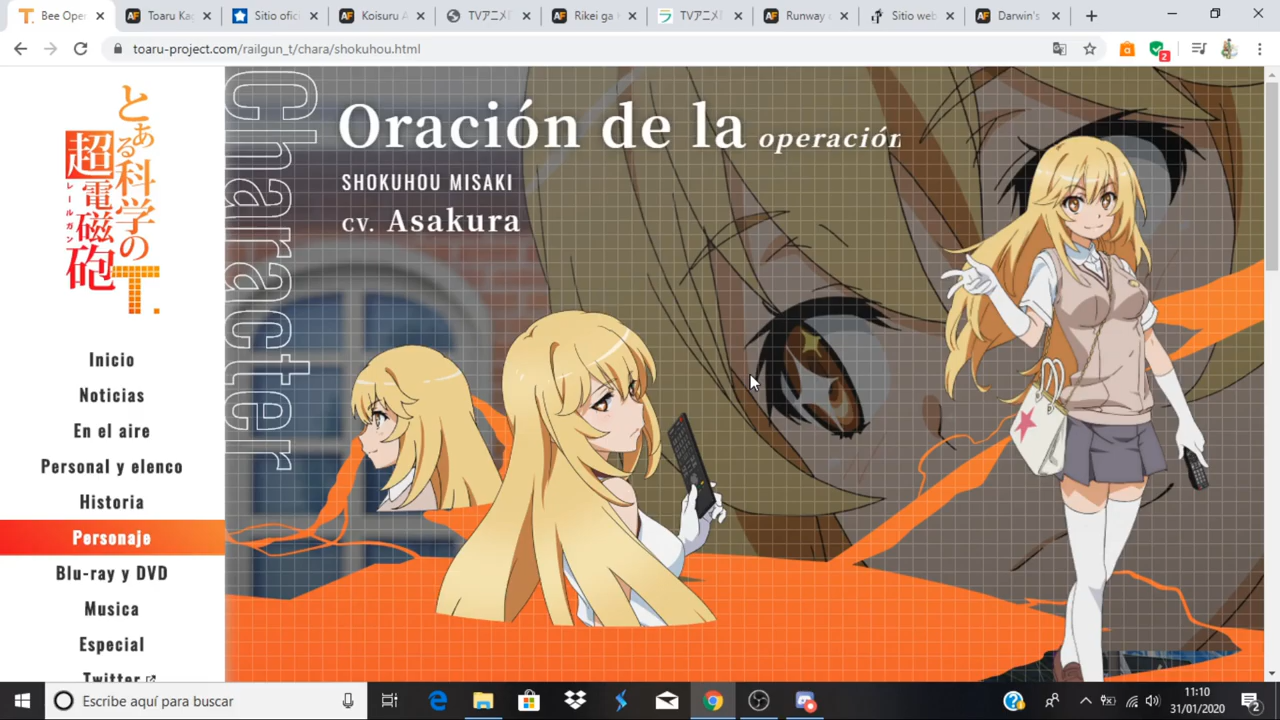 Bee Oper
Toaru Kag
Sitio ofic
Koisuru A
TVアニメ
Rikei ga
TVアニメ
Runway
Sitio web
Darwin's
toaru-project.com/railgun_t/chara/shokuhou.html
2
とある科学の
超電磁砲
レールガン
T.
Inicio
Noticias
En el aire
Personal y elenco
Historia
Personaje
Blu-ray y DVD
Musica
Especial
Twitter
Character
Oración de la operación
SHOKUHOU MISAKI
CV. Asakura
Escribe aquí para buscar
11:10
31/01/2020
2